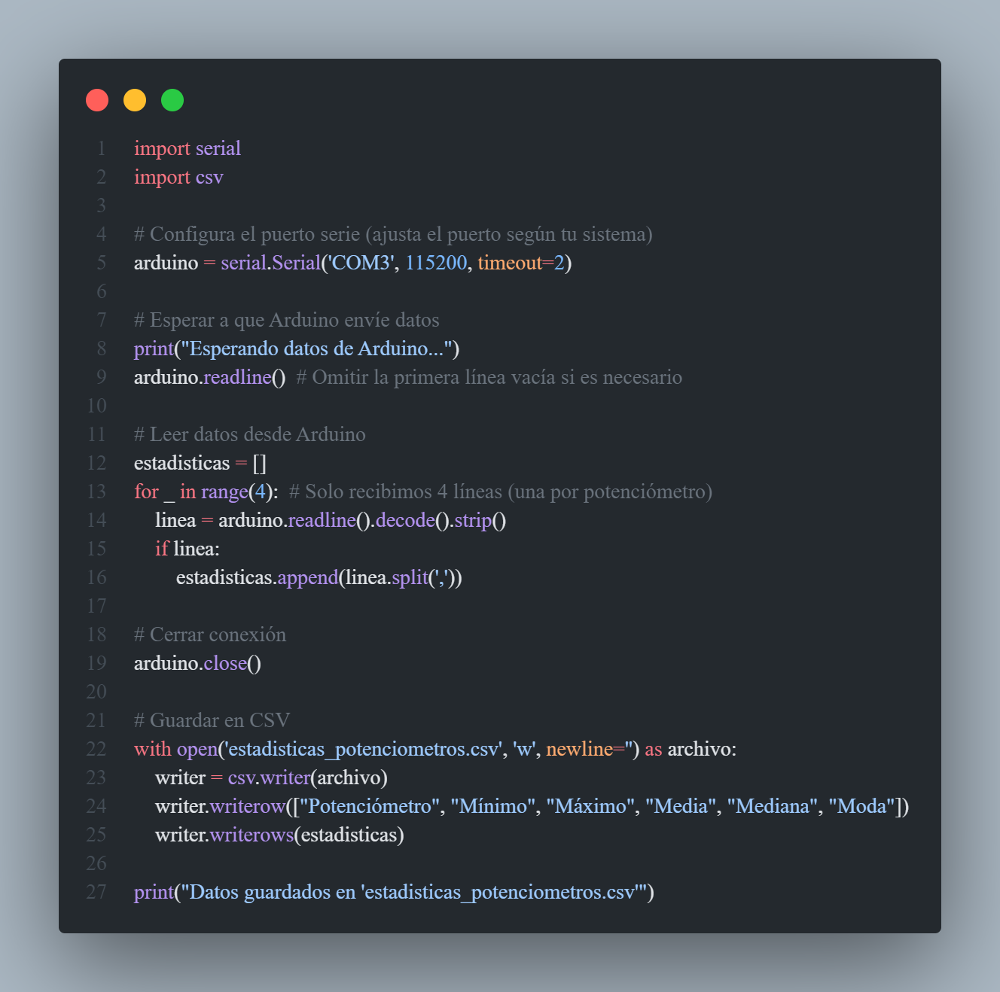 1 import serial
2 import csv
3
4 # Configura el puerto serie (ajusta el puerto según tu sistema)
5 arduino = serial.Serial('COM3', 115200, timeout=2)
6
7 # Esperar a que Arduino envíe datos
8 print("Esperando datos de Arduino...")
9 arduino.readline()  # Omitir la primera línea vacía si es necesario
10
11 # Leer datos desde Arduino
12 estadisticas = []
13 for _ in range(4):  # Solo recibimos 4 líneas (una por potenciómetro)
14     linea = arduino.readline().decode().strip()
15     if linea:
16         estadisticas.append(linea.split(','))
17
18 # Cerrar conexión
19 arduino.close()
20
21 # Guardar en CSV
22 with open('estadisticas_potenciometros.csv', 'w', newline='') as archivo:
23     writer = csv.writer(archivo)
24     writer.writerow(["Potenciómetro", "Mínimo", "Máximo", "Media", "Mediana", "Moda"])
25     writer.writerows(estadisticas)
26
27 print("Datos guardados en 'estadisticas_potenciometros.csv'")